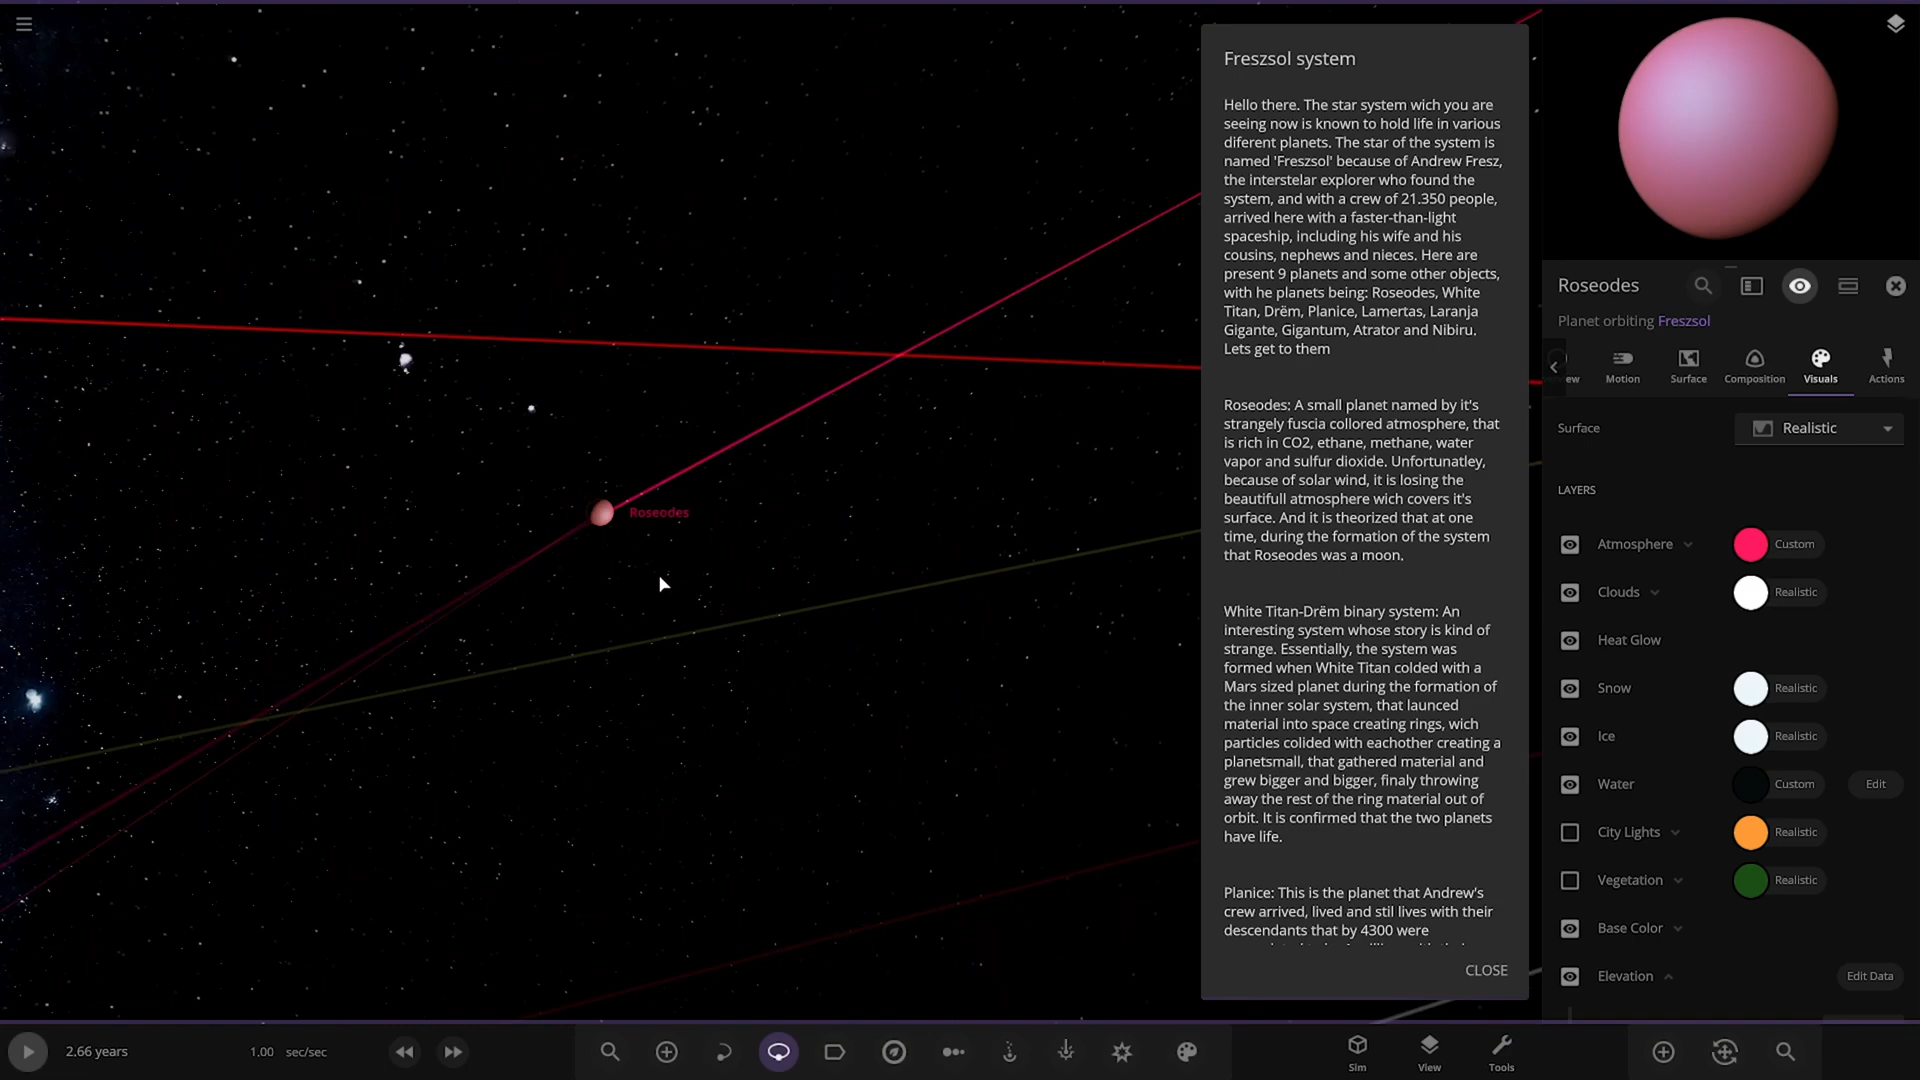 Roseodes
Freszsol system
Hello there. The star system wich you are
seeing now is known to hold life in various
diferent planets. The star of the system is
named 'Freszsol' because of Andrew Fresz,
the interstelar explorer who found the
system, and with a crew of 21.350 people,
arrived here with a faster-than-light
spaceship, including his wife and his
cousins, nephews and nieces. Here are
present 9 planets and some other objects,
with he planets being: Roseodes, White
Titan, Drëm, Planice, Lamertas, Laranja
Gigante, Gigantum, Atrator and Nibiru.
Lets get to them
Roseodes: A small planet named by it's
strangely fuscia collored atmosphere, that
is rich in CO2, ethane, methane, water
vapor and sulfur dioxide. Unfortunatley,
because of solar wind, it is losing the
beautifull atmosphere wich covers it's
surface. And it is theorized that at one
time, during the formation of the system
that Roseodes was a moon.
White Titan-Drëm binary system: An
interesting system whose story is kind of
strange. Essentially, the system was
formed when White Titan colded with a
Mars sized planet during the formation of
the inner solar system, that launced
material into space creating rings, wich
particles colided with eachother creating a
planetsmall, that gathered material and
grew bigger and bigger, finaly throwing
away the rest of the ring material out of
orbit. It is confirmed that the two planets
have life.
Planice: This is the planet that Andrew's
crew arrived, lived and stil lives with their
descendants that by 4300 were
CLOSE
Roseodes
Planet orbiting Freszsol
ew Motion Surface Composition Visuals Actions
Surface Realistic
LAYERS
Atmosphere Custom
Clouds Realistic
Heat Glow
Snow Realistic
Ice Realistic
Water Custom Edit
City Lights Realistic
Vegetation Realistic
Base Color
Elevation Edit Data
2.66 years 1.00 sec/sec
Sim View Tools